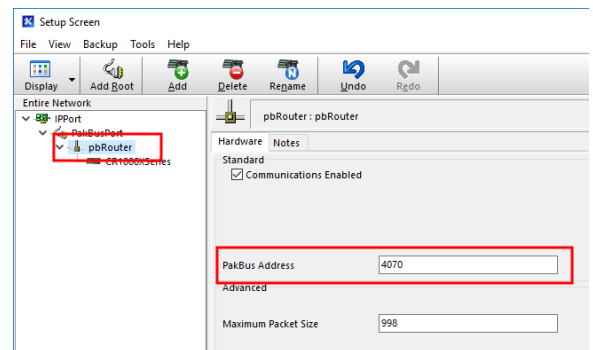 Setup Screen
File View Backup Tools Help
Display Add Root Add Delete Rename Undo Redo
Entire Network
IPPort
PakBusPort
pbRouter
CR1000XSeries
pbRouter : pbRouter
Hardware Notes
Standard
Communications Enabled
PakBus Address 4070
Advanced
Maximum Packet Size 998